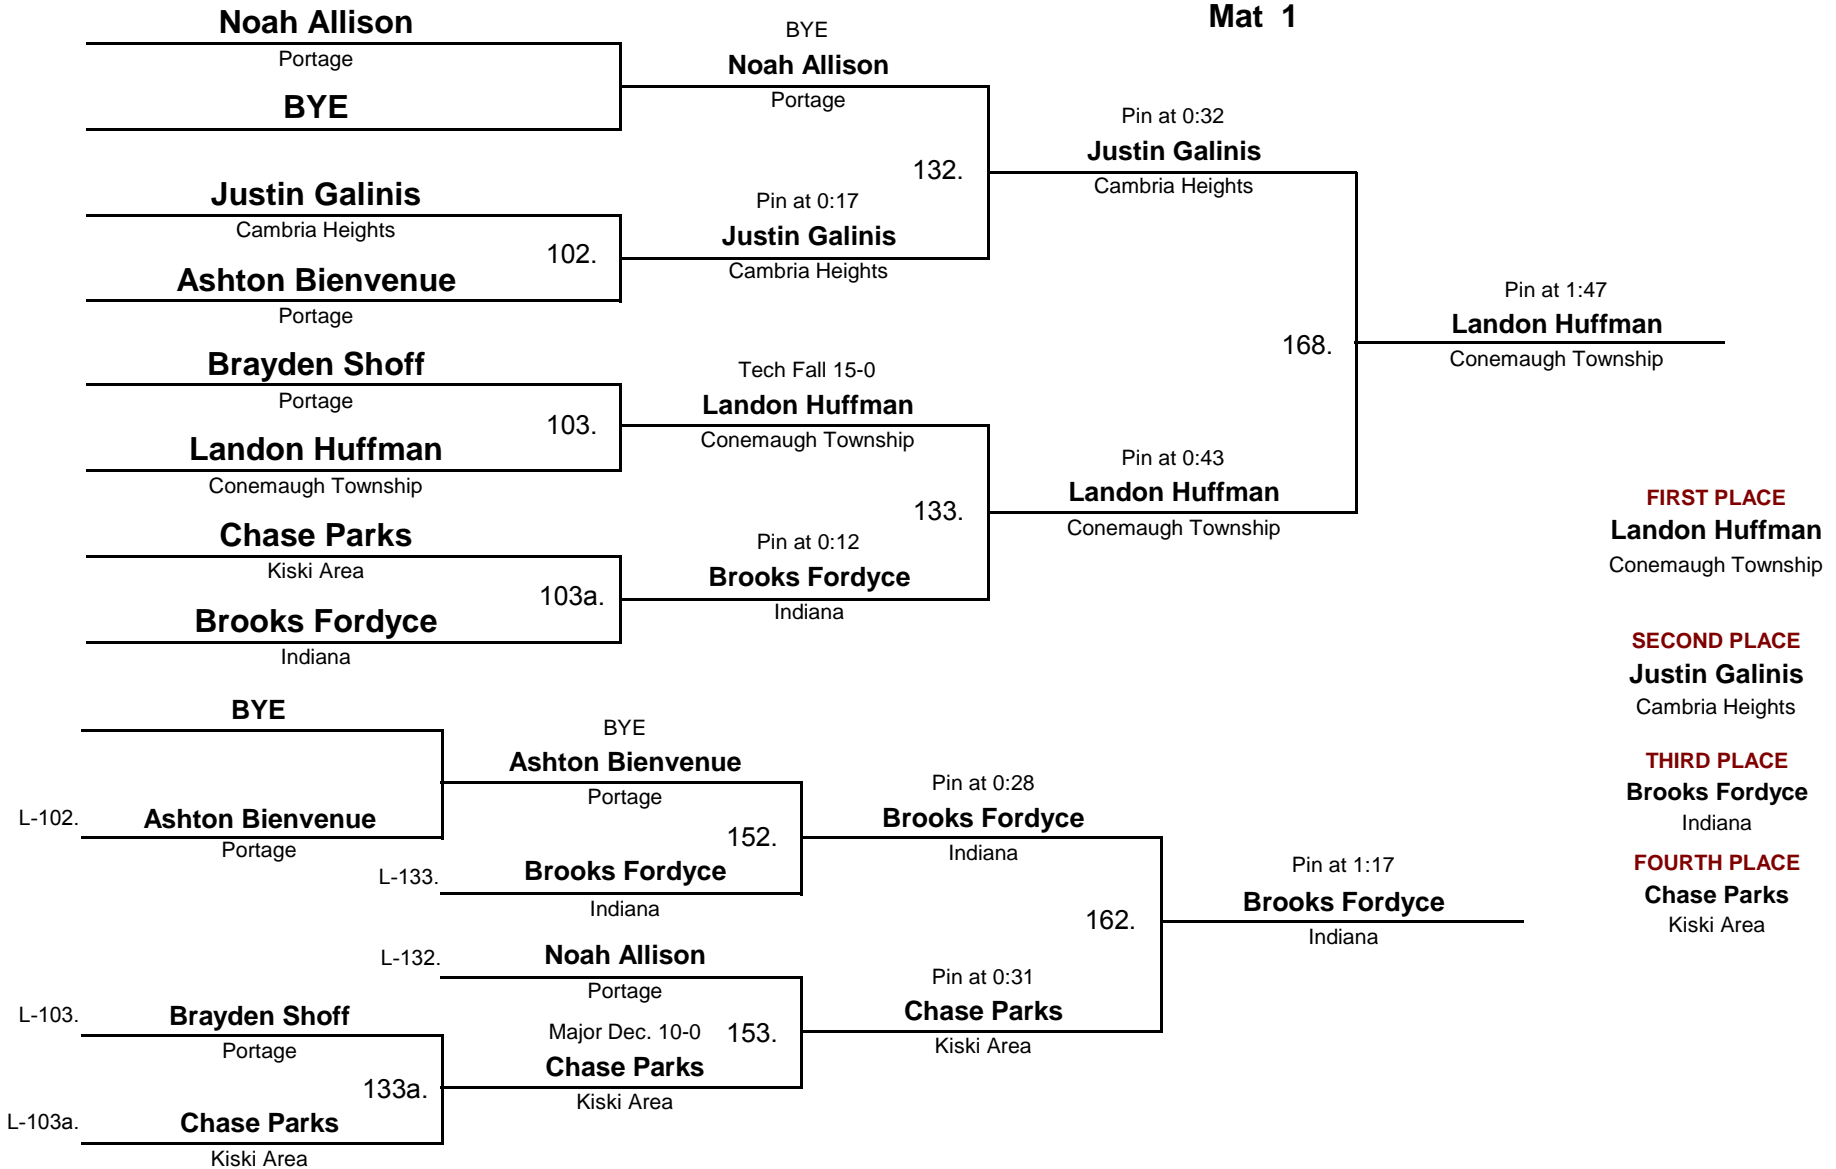 Mat 1
Noah Allison
Portage
BYE
Justin Galinis
Cambria Heights
102.
Ashton Bienvenue
Portage
Brayden Shoff
Portage
103.
Landon Huffman
Conemaugh Township
Chase Parks
Kiski Area
103a.
Brooks Fordyce
Indiana
BYE
Noah Allison
Portage
132.
Pin at 0:17
Justin Galinis
Cambria Heights
Tech Fall 15-0
Landon Huffman
Conemaugh Township
133.
Pin at 0:12
Brooks Fordyce
Indiana
Pin at 0:32
Justin Galinis
Cambria Heights
168.
Pin at 0:43
Landon Huffman
Conemaugh Township
Pin at 1:47
Landon Huffman
Conemaugh Township
FIRST PLACE
Landon Huffman
Conemaugh Township
SECOND PLACE
Justin Galinis
Cambria Heights
THIRD PLACE
Brooks Fordyce
Indiana
FOURTH PLACE
Chase Parks
Kiski Area
BYE
L-102. Ashton Bienvenue
Portage
L-103. Brayden Shoff
Portage
133a.
L-103a. Chase Parks
Kiski Area
BYE
Ashton Bienvenue
Portage
152.
L-133. Brooks Fordyce
Indiana
L-132. Noah Allison
Portage
Major Dec. 10-0 153.
Chase Parks
Kiski Area
Pin at 0:28
Brooks Fordyce
Indiana
162.
Pin at 0:31
Chase Parks
Kiski Area
Pin at 1:17
Brooks Fordyce
Indiana